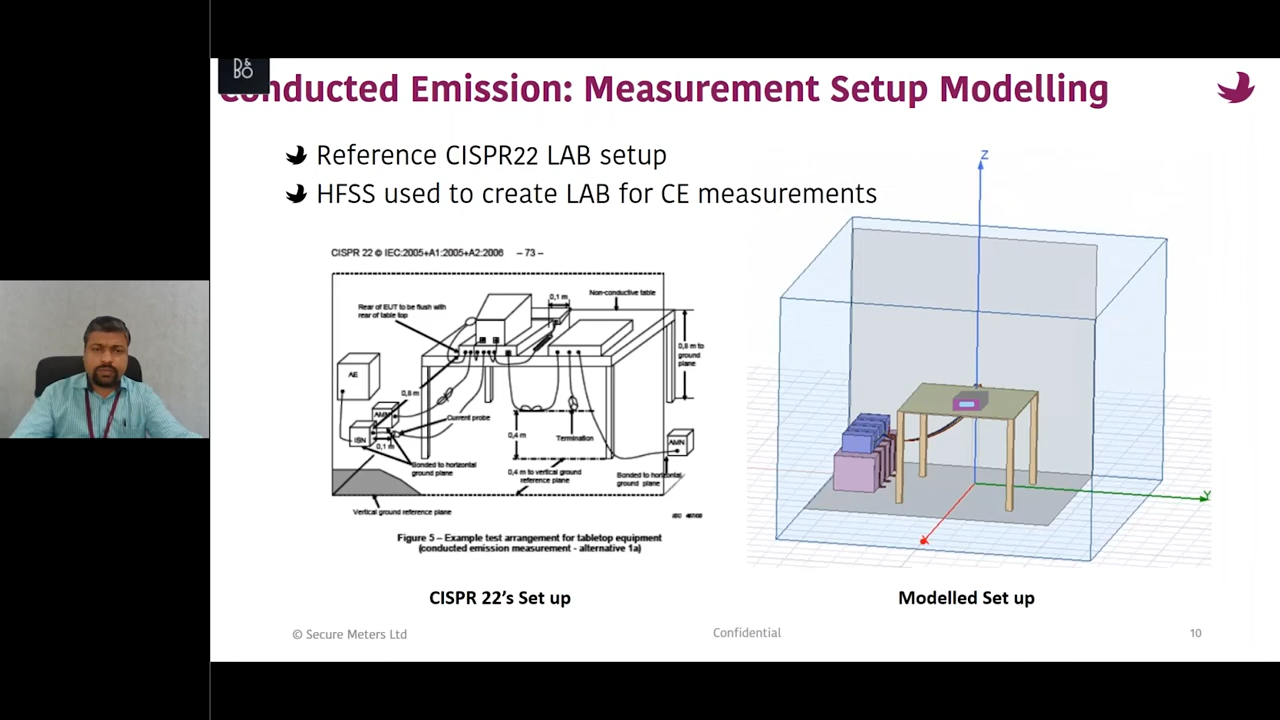 D&
BO
Conducted Emission: Measurement Setup Modelling
Reference CISPR22 LAB setup
HFSS used to create LAB for CE measurements
CISPR 22 © IEC:2005+A1:2005+A2:2006 – 73 –
Rear of EUT to be flush with
rear of table top
0,1 m
Non-conductive table
0,8 m to
ground
plane
AE
0,8 m
AMN
Current probe
ISN
0,1 m
0,4 m
Termination
AMN
Bonded to horizontal
ground plane
0,4 m to vertical ground
reference plane
Bonded to horizontal
ground plane
Vertical ground reference plane
Figure 5 – Example test arrangement for tabletop equipment
(conducted emission measurement - alternative 1a)
Z
Y
X
CISPR 22’s Set up
Modelled Set up
© Secure Meters Ltd
Confidential
10